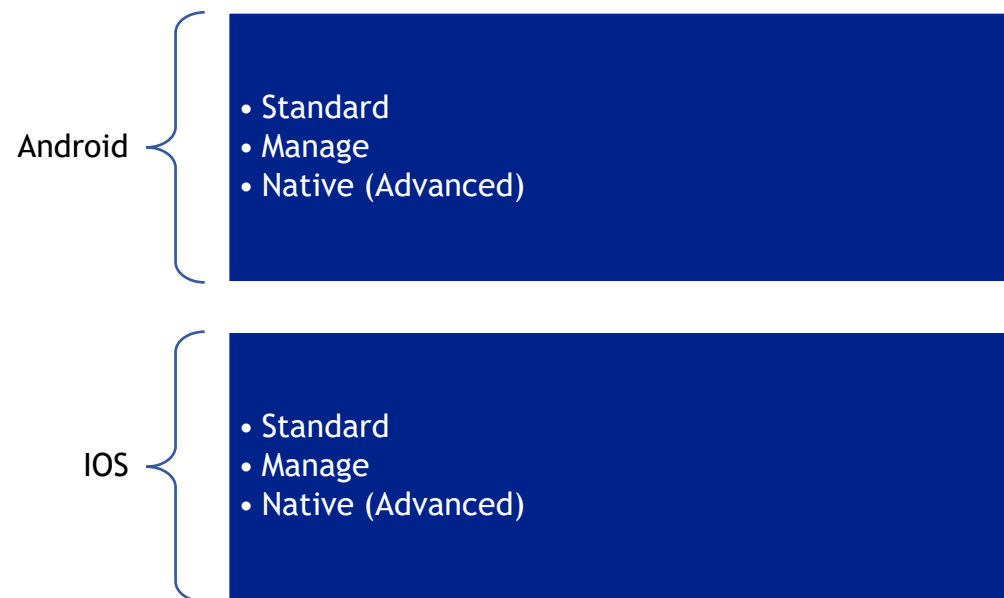 Android
• Standard
• Manage
• Native (Advanced)
IOS
• Standard
• Manage
• Native (Advanced)